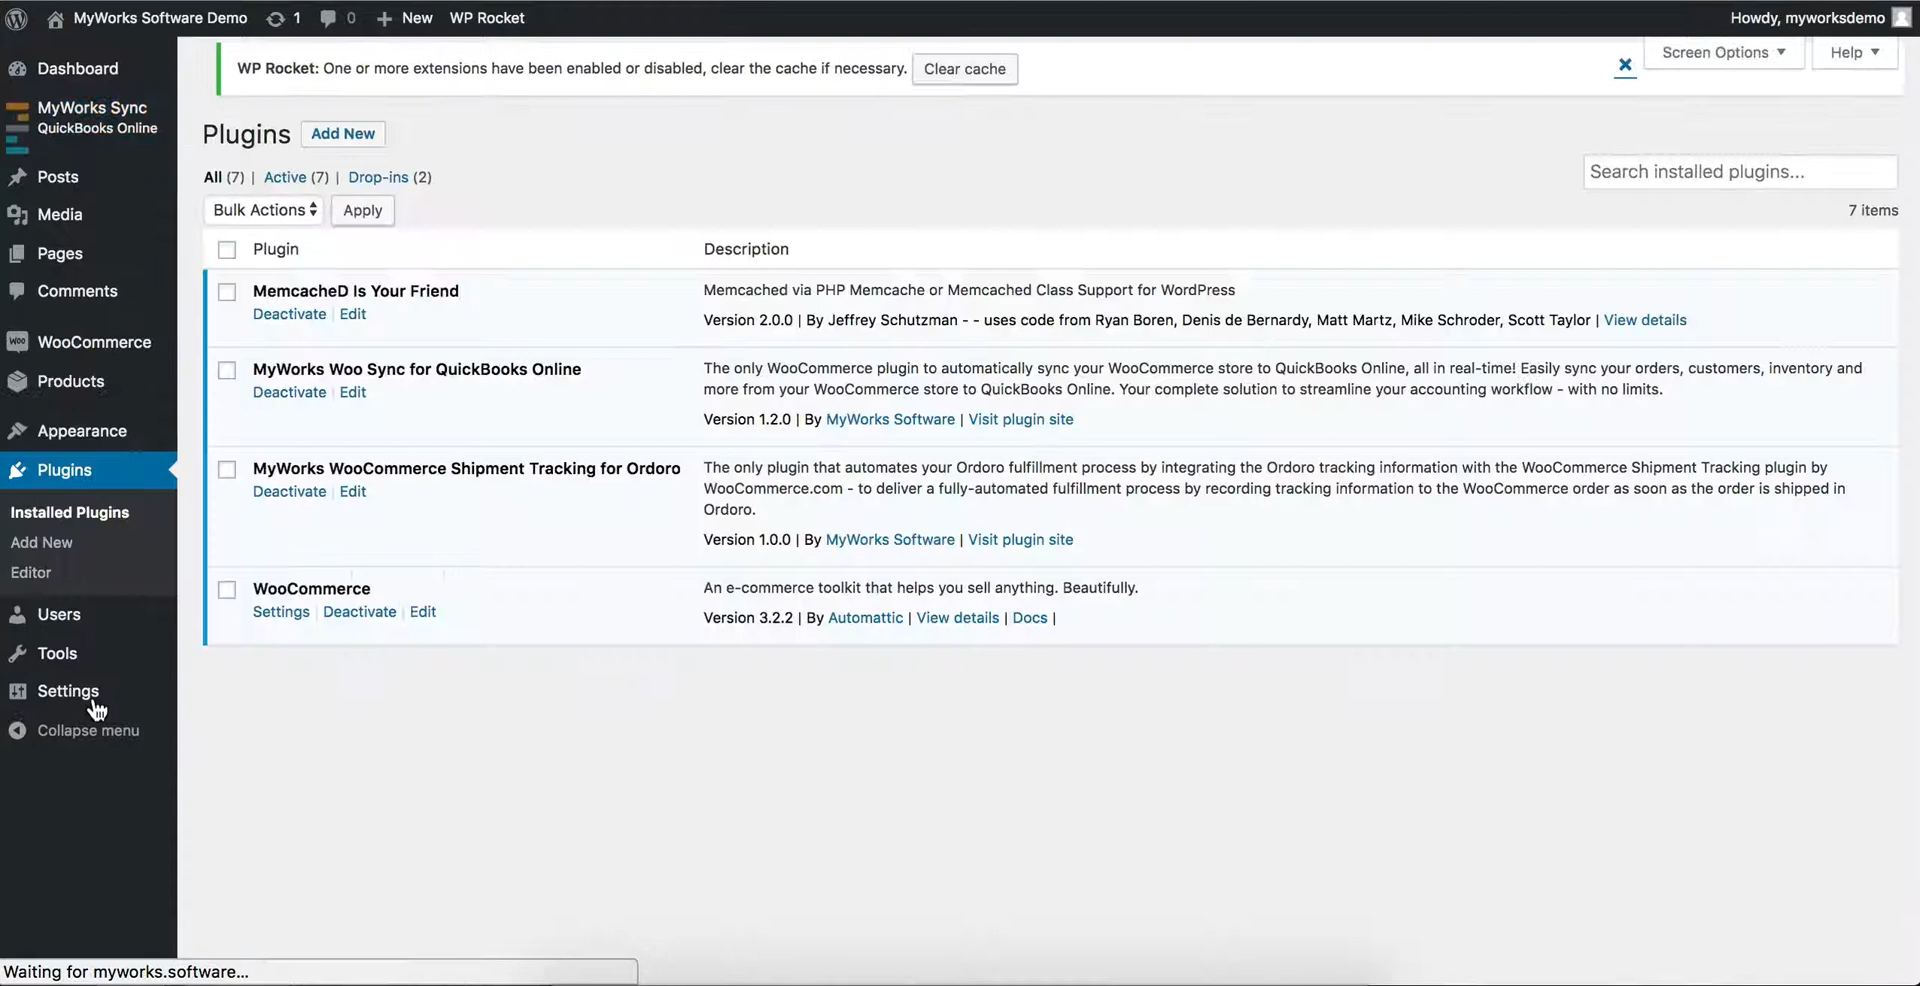 MyWorks Software Demo 1 0 New WP Rocket Howdy, myworksdemo
Dashboard
MyWorks Sync
QuickBooks Online
Posts
Media
Pages
Comments
Woo WooCommerce
Products
Appearance
Plugins
Installed Plugins
Add New
Editor
Users
Tools
Settings
Collapse menu
WP Rocket: One or more extensions have been enabled or disabled, clear the cache if necessary. Clear cache
Screen Options Help
Plugins Add New
All (7) | Active (7) | Drop-ins (2)
Search installed plugins...
Bulk Actions Apply
7 items
Plugin Description
MemcacheD Is Your Friend
Deactivate | Edit
Memcached via PHP Memcache or Memcached Class Support for WordPress
Version 2.0.0 | By Jeffrey Schutzman - - uses code from Ryan Boren, Denis de Bernardy, Matt Martz, Mike Schroder, Scott Taylor | View details
MyWorks Woo Sync for QuickBooks Online
Deactivate | Edit
The only WooCommerce plugin to automatically sync your WooCommerce store to QuickBooks Online, all in real-time! Easily sync your orders, customers, inventory and
more from your WooCommerce store to QuickBooks Online. Your complete solution to streamline your accounting workflow - with no limits.
Version 1.2.0 | By MyWorks Software | Visit plugin site
MyWorks WooCommerce Shipment Tracking for Ordoro
Deactivate | Edit
The only plugin that automates your Ordoro fulfillment process by integrating the Ordoro tracking information with the WooCommerce Shipment Tracking plugin by
WooCommerce.com - to deliver a fully-automated fulfillment process by recording tracking information to the WooCommerce order as soon as the order is shipped in
Ordoro.
Version 1.0.0 | By MyWorks Software | Visit plugin site
WooCommerce
Settings | Deactivate | Edit
An e-commerce toolkit that helps you sell anything. Beautifully.
Version 3.2.2 | By Automattic | View details | Docs |
Waiting for myworks.software...